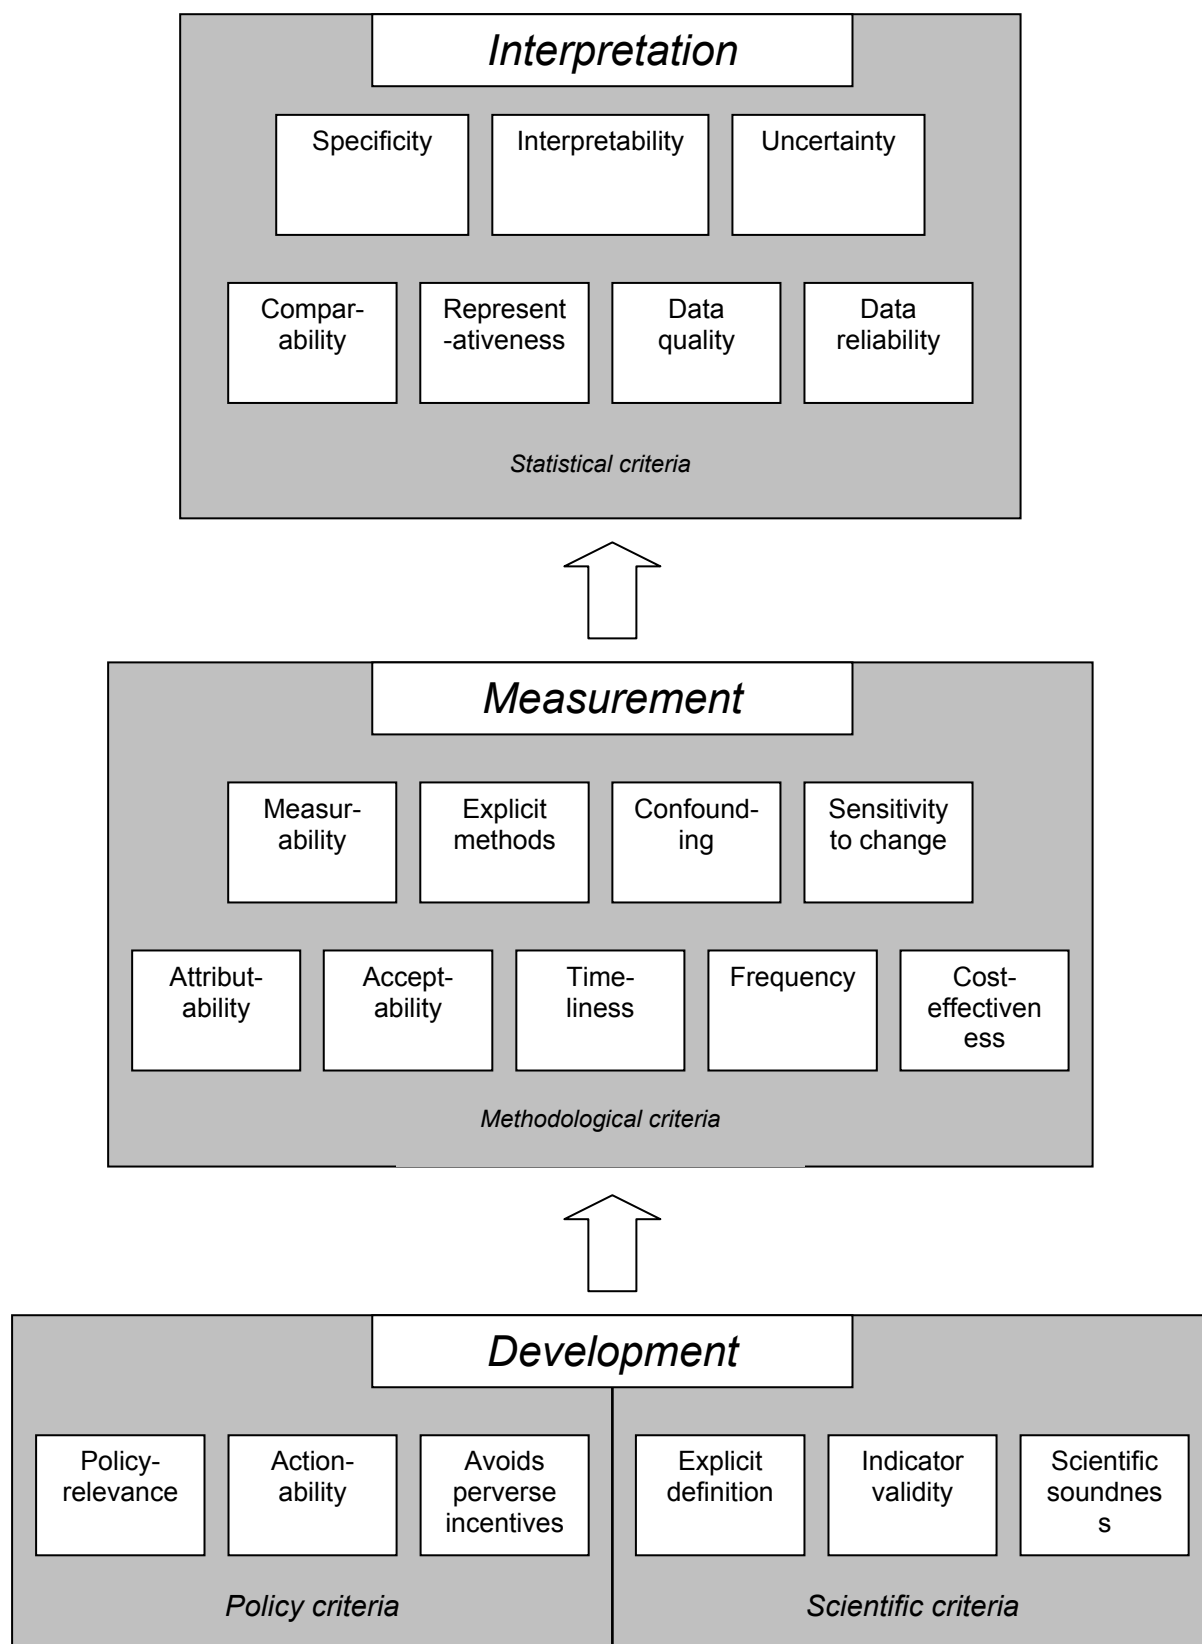 Interpretation
Specificity
Interpretability
Uncertainty
Compar-
ability
Represent
-ativeness
Data
quality
Data
reliability
Statistical criteria
Measurement
Measur-
ability
Explicit
methods
Confound-
ing
Sensitivity
to change
Attribut-
ability
Accept-
ability
Time-
liness
Frequency
Cost-
effectiven
ess
Methodological criteria
Development
Policy-
relevance
Action-
ability
Avoids
perverse
incentives
Explicit
definition
Indicator
validity
Scientific
soundnes
s
Policy criteria
Scientific criteria